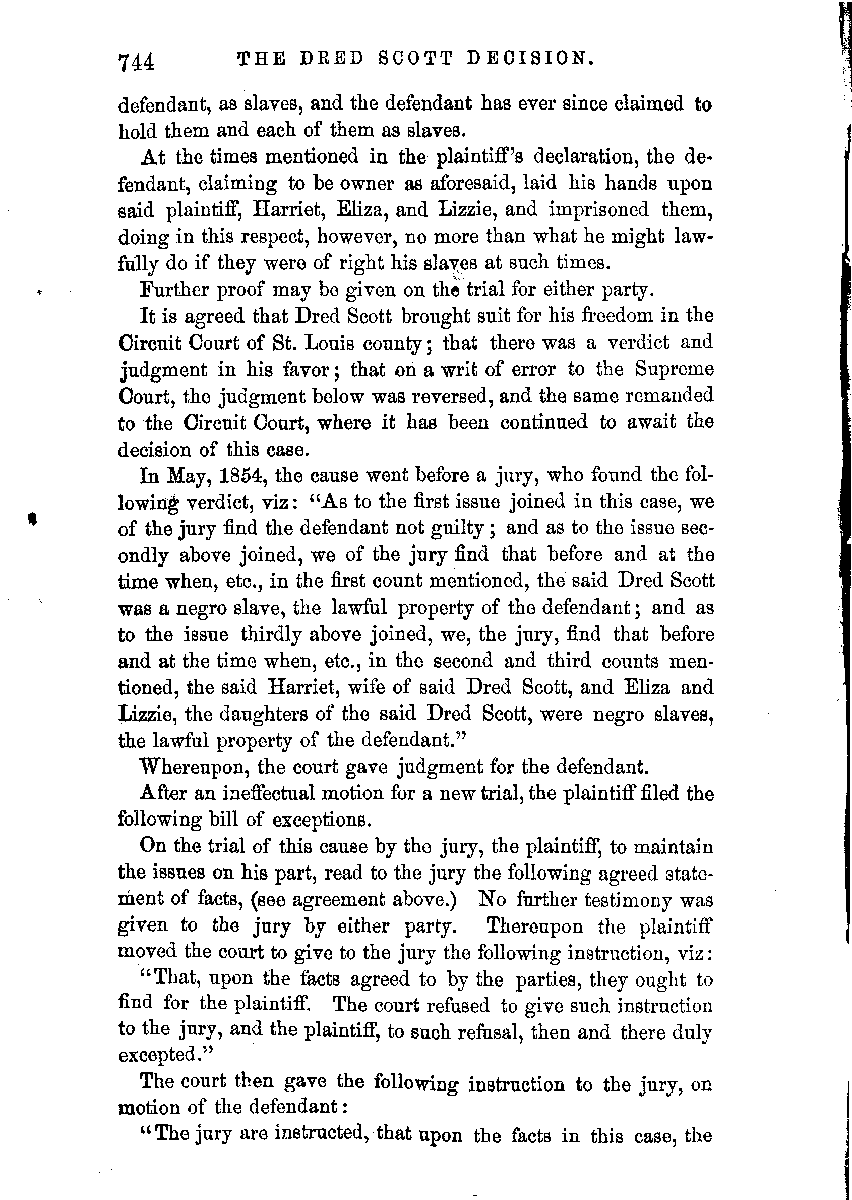 744 THE DRED SCOTT DECISION.
defendant, as slaves, and the defendant has ever since claimed to
hold them and each of them as slaves.
At the times mentioned in the plaintiff's declaration, the de-
fendant, claiming to be owner as aforesaid, laid his hands upon
said plaintiff, Harriet, Eliza, and Lizzie, and imprisoned them,
doing in this respect, however, no more than what he might law-
fully do if they were of right his slaves at such times.
Further proof may be given on the trial for either party.
It is agreed that Dred Scott brought suit for his freedom in the
Circuit Court of St. Louis county; that there was a verdict and
judgment in his favor; that on a writ of error to the Supreme
Court, the judgment below was reversed, and the same remanded
to the Circuit Court, where it has been continued to await the
decision of this case.
In May, 1854, the cause went before a jury, who found the fol-
lowing verdict, viz: "As to the first issue joined in this case, we
of the jury find the defendant not guilty; and as to the issue sec-
ondly above joined, we of the jury find that before and at the
time when, etc., in the first count mentioned, the said Dred Scott
was a negro slave, the lawful property of the defendant; and as
to the issue thirdly above joined, we, the jury, find that before
and at the time when, etc., in the second and third counts men-
tioned, the said Harriet, wife of said Dred Scott, and Eliza and
Lizzie, the daughters of the said Dred Scott, were negro slaves,
the lawful property of the defendant."
Whereupon, the court gave judgment for the defendant.
After an ineffectual motion for a new trial, the plaintiff filed the
following bill of exceptions.
On the trial of this cause by the jury, the plaintiff, to maintain
the issues on his part, read to the jury the following agreed state-
ment of facts, (see agreement above.) No further testimony was
given to the jury by either party. Thereupon the plaintiff
moved the court to give to the jury the following instruction, viz:
"That, upon the facts agreed to by the parties, they ought to
find for the plaintiff. The court refused to give such instruction
to the jury, and the plaintiff, to such refusal, then and there duly
excepted."
The court then gave the following instruction to the jury, on
motion of the defendant:
"The jury are instructed, that upon the facts in this case, the